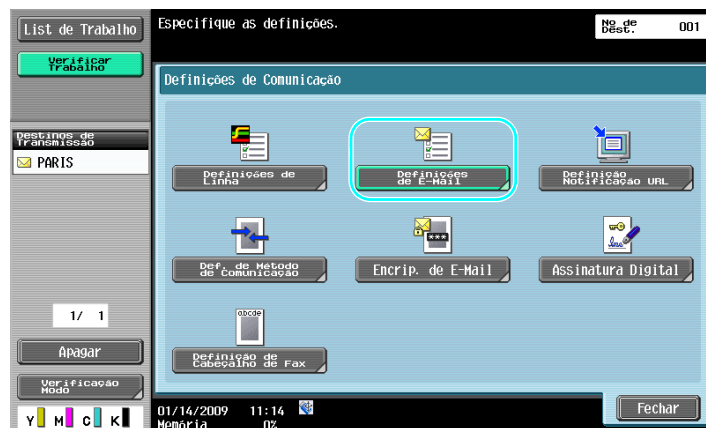 List de Trabalho
Especifique as definições.
No de
Dest.
001
Verificar
Trabalho
Definições de Comunicação
Destinos de
Transmissão
PARIS
Definições de
Linha
Definições
de E-Mail
Definição
Notificação URL
Def. de Método
de Comunicação
Encrip. de E-Mail
Assinatura Digital
abcde
Definição de
Cabeçalho de Fax
1/ 1
Apagar
Verificação
Modo
Y M C K
01/14/2009 11:14
Memória 0%
Fechar